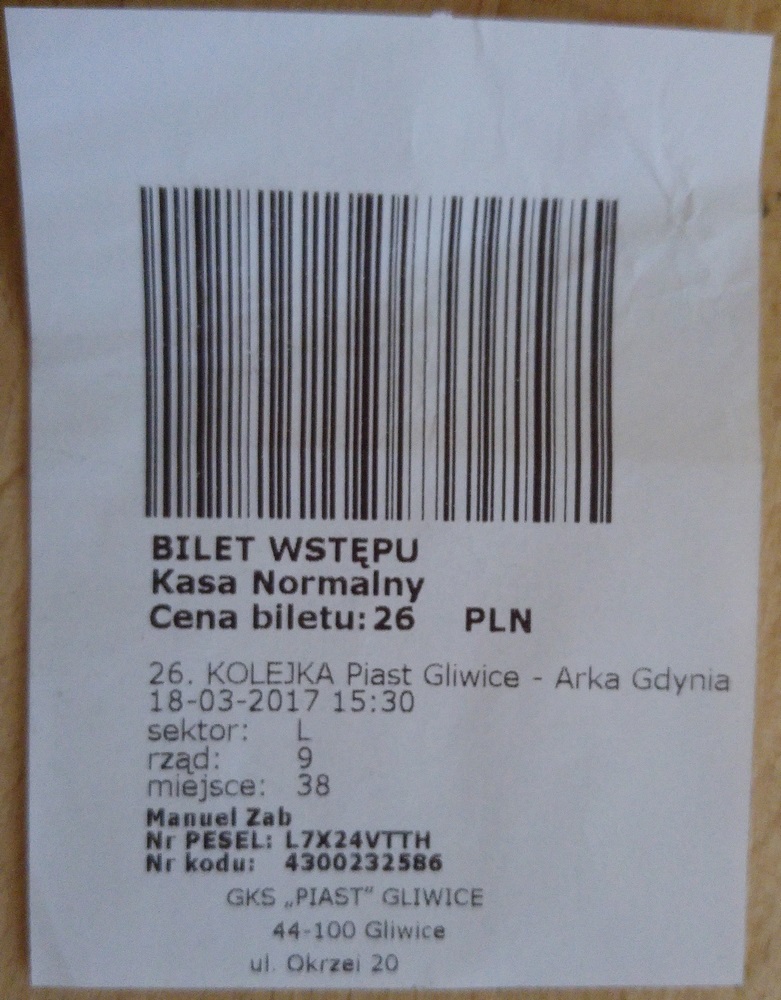 BILET WSTĘPU
Kasa Normalny
Cena biletu: 26 PLN
26. KOLEJKA Piast Gliwice - Arka Gdynia
18-03-2017 15:30
sektor: L
rząd: 9
miejsce: 38
Manuel Zab
Nr PESEL: L7X24VTTH
Nr kodu: 4300232586
GKS „PIAST" GLIWICE
44-100 Gliwice
ul. Okrzei 20